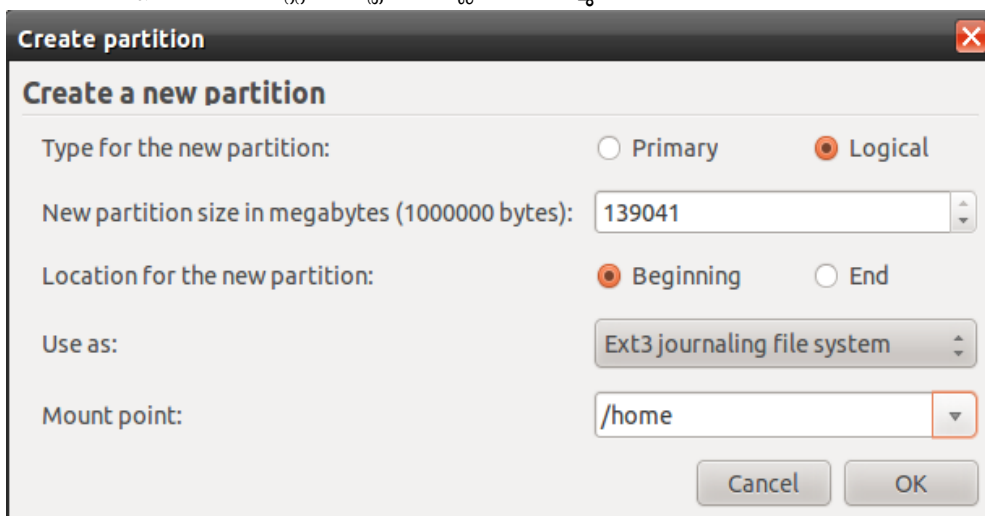 Create partition
Create a new partition
Type for the new partition: Primary Logical
New partition size in megabytes (1000000 bytes): 139041
Location for the new partition: Beginning End
Use as: Ext3 journaling file system
Mount point: /home
Cancel OK